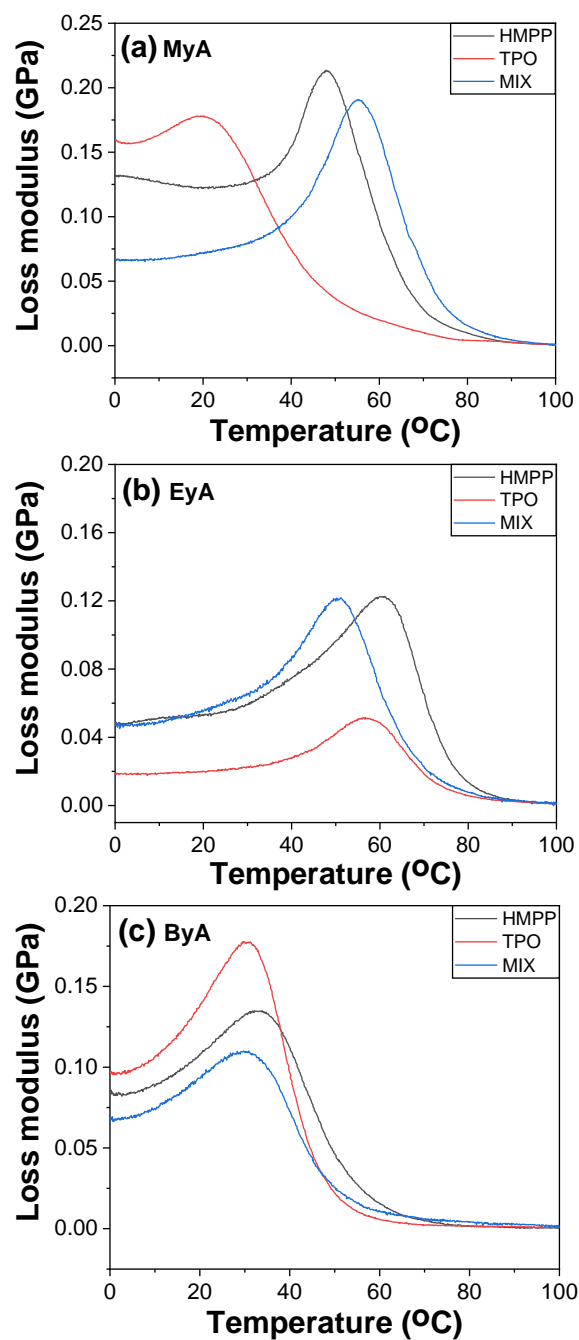 (a) MyA
HMPP
TPO
MIX
Loss modulus (GPa)
0.25
0.20
0.15
0.10
0.05
0.00
0 20 40 60 80 100
Temperature (ºC)
(b) EyA
HMPP
TPO
MIX
Loss modulus (GPa)
0.20
0.16
0.12
0.08
0.04
0.00
0 20 40 60 80 100
Temperature (ºC)
(c) ByA
HMPP
TPO
MIX
Loss modulus (GPa)
0.20
0.15
0.10
0.05
0.00
0 20 40 60 80 100
Temperature (ºC)